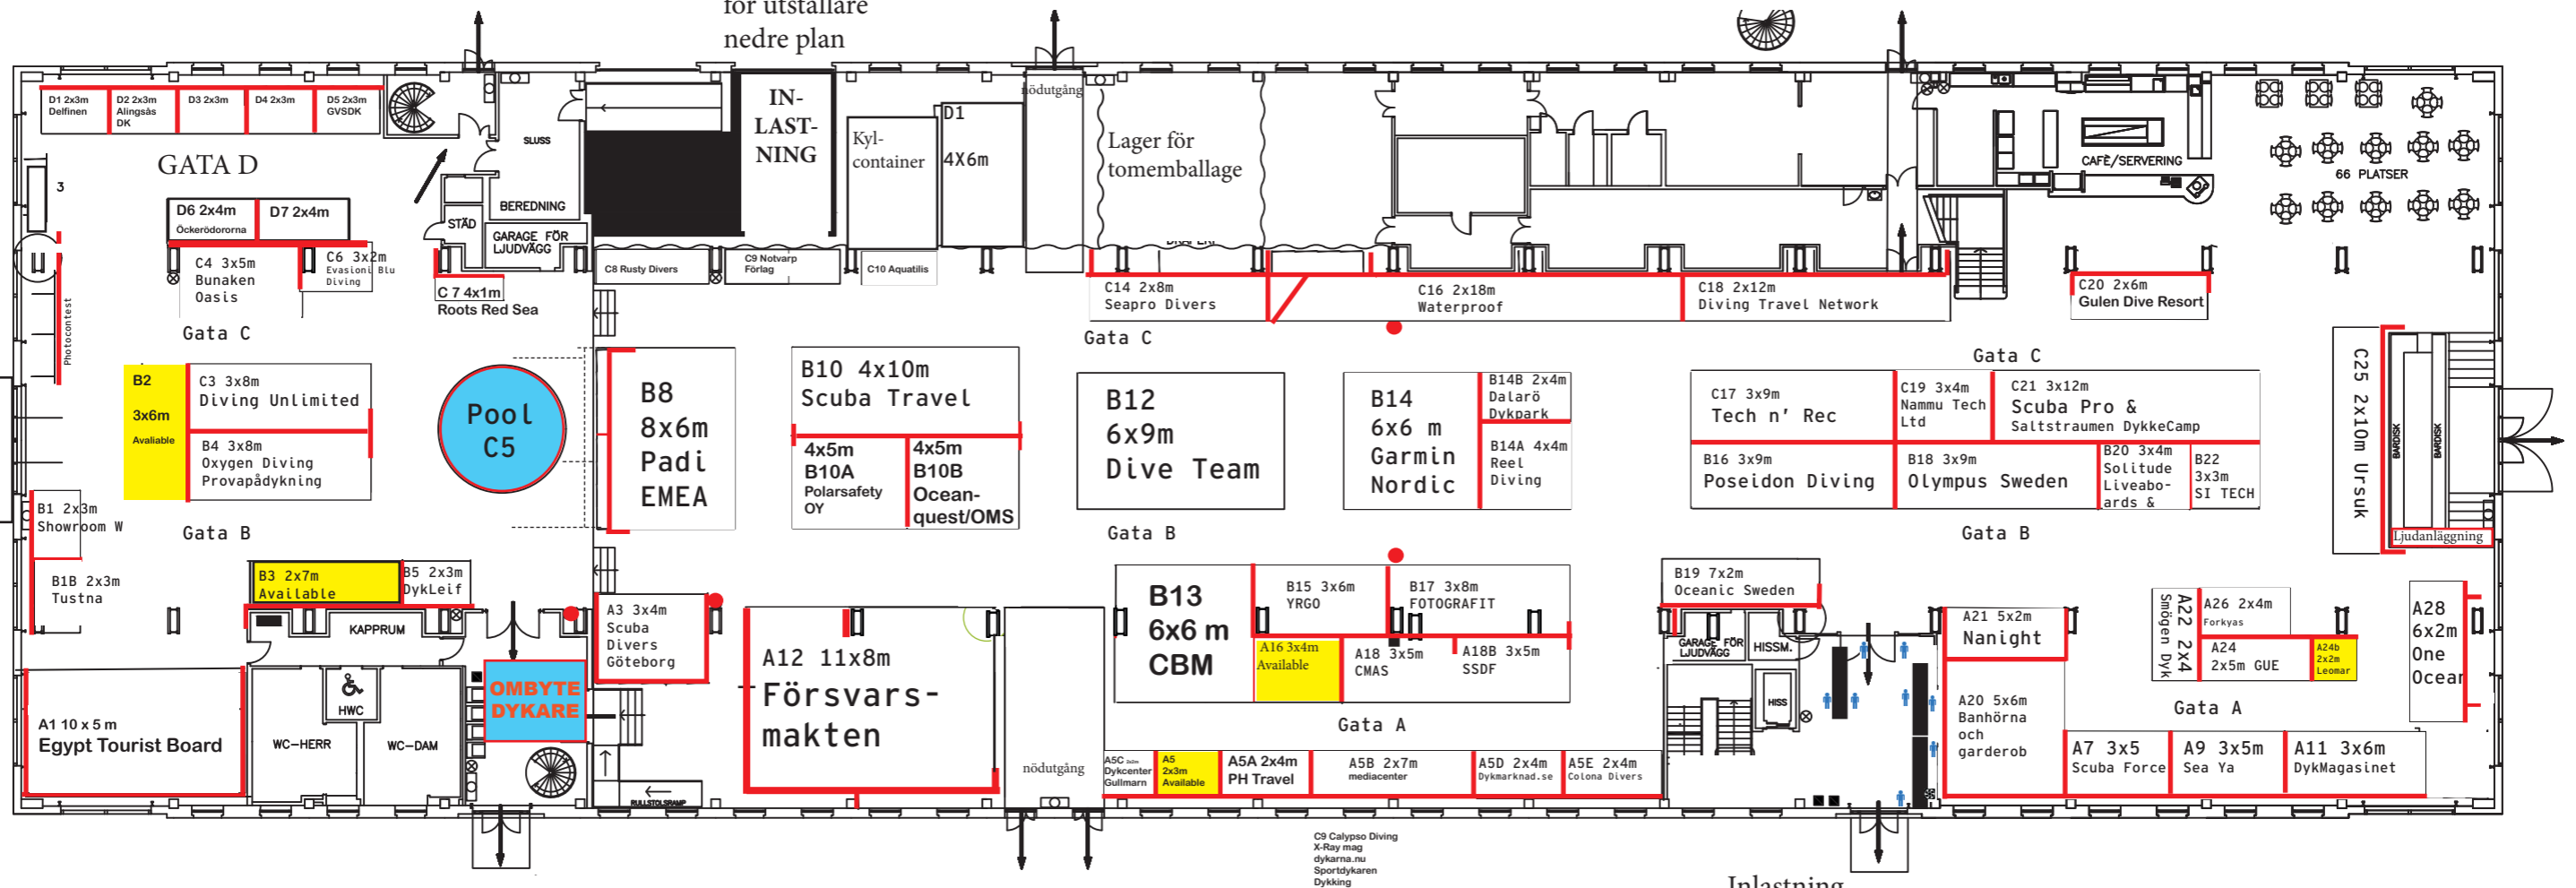 för utställare
nedre plan
D1 2x3m
Delfinen
D2 2x3m
Alingsås
DK
D3 2x3m
D4 2x3m
D5 2x3m
GVSDK
GATA D
3
D6 2x4m
Öckerödororna
D7 2x4m
SLUSS
BEREDNING
STÄD
GARAGE FÖR
LJUDVÄGG
IN-
LAST-
NING
Kyl-
container
D1
4X6m
nödutgång
Lager för
tomemballage
CAFÈ/SERVERING
66 PLATSER
C4 3x5m
Bunaken
Oasis
C6 3x2m
Evasioni Blu
Diving
C 7 4x1m
Roots Red Sea
C8 Rusty Divers
C9 Notvarp
Förlag
C10 Aquatilis
C14 2x8m
Seapro Divers
C16 2x18m
Waterproof
C18 2x12m
Diving Travel Network
C20 2x6m
Gulen Dive Resort
Photocontest
Gata C
Gata C
Gata C
B2
3x6m
Avaliable
C3 3x8m
Diving Unlimited
B4 3x8m
Oxygen Diving
Provapådykning
Pool
C5
B8
8x6m
Padi
EMEA
B10 4x10m
Scuba Travel
4x5m
B10A
Polarsafety
OY
4x5m
B10B
Ocean-
quest/OMS
B12
6x9m
Dive Team
B14
6x6 m
Garmin
Nordic
B14B 2x4m
Dalarö
Dykpark
B14A 4x4m
Reel
Diving
C17 3x9m
Tech n' Rec
C19 3x4m
Nammu Tech
Ltd
C21 3x12m
Scuba Pro &
Saltstraumen DykkeCamp
B16 3x9m
Poseidon Diving
B18 3x9m
Olympus Sweden
B20 3x4m
Solitude
Liveabo-
ards &
B22
3x3m
SI TECH
C25 2x10m Ursuk
BARDISK
BARDISK
Ljudanläggning
B1 2x3m
Showroom W
Gata B
Gata B
Gata B
B1B 2x3m
Tustna
B3 2x7m
Available
B5 2x3m
DykLeif
KAPPRUM
A3 3x4m
Scuba
Divers
Göteborg
A12 11x8m
Försvars-
makten
B13
6x6 m
CBM
B15 3x6m
YRGO
B17 3x8m
FOTOGRAFIT
A16 3x4m
Available
A18 3x5m
CMAS
A18B 3x5m
SSDF
B19 7x2m
Oceanic Sweden
GARAGE FÖR
LJUDVÄGG
HISSM.
HISS
A21 5x2m
Nanight
A20 5x6m
Banhörna
och
garderob
A22 2x4
Smögen Dyk
A26 2x4m
Forkyas
A24
2x5m GUE
A24b
2x2m
Leomar
A28
6x2m
One
Ocean
A1 10 x 5 m
Egypt Tourist Board
WC-HERR
HWC
WC-DAM
OMBYTE
DYKARE
RULLSTOLSRAMP
nödutgång
Gata A
Gata A
A5C 2x2m
Dykcenter
Gullmarn
A5
2x3m
Available
A5A 2x4m
PH Travel
A5B 2x7m
mediacenter
A5D 2x4m
Dykmarknad.se
A5E 2x4m
Colona Divers
A7 3x5
Scuba Force
A9 3x5m
Sea Ya
A11 3x6m
DykMagasinet
C9 Calypso Diving
X-Ray mag
dykarna.nu
Sportdykaren
Dykking
Inlastning